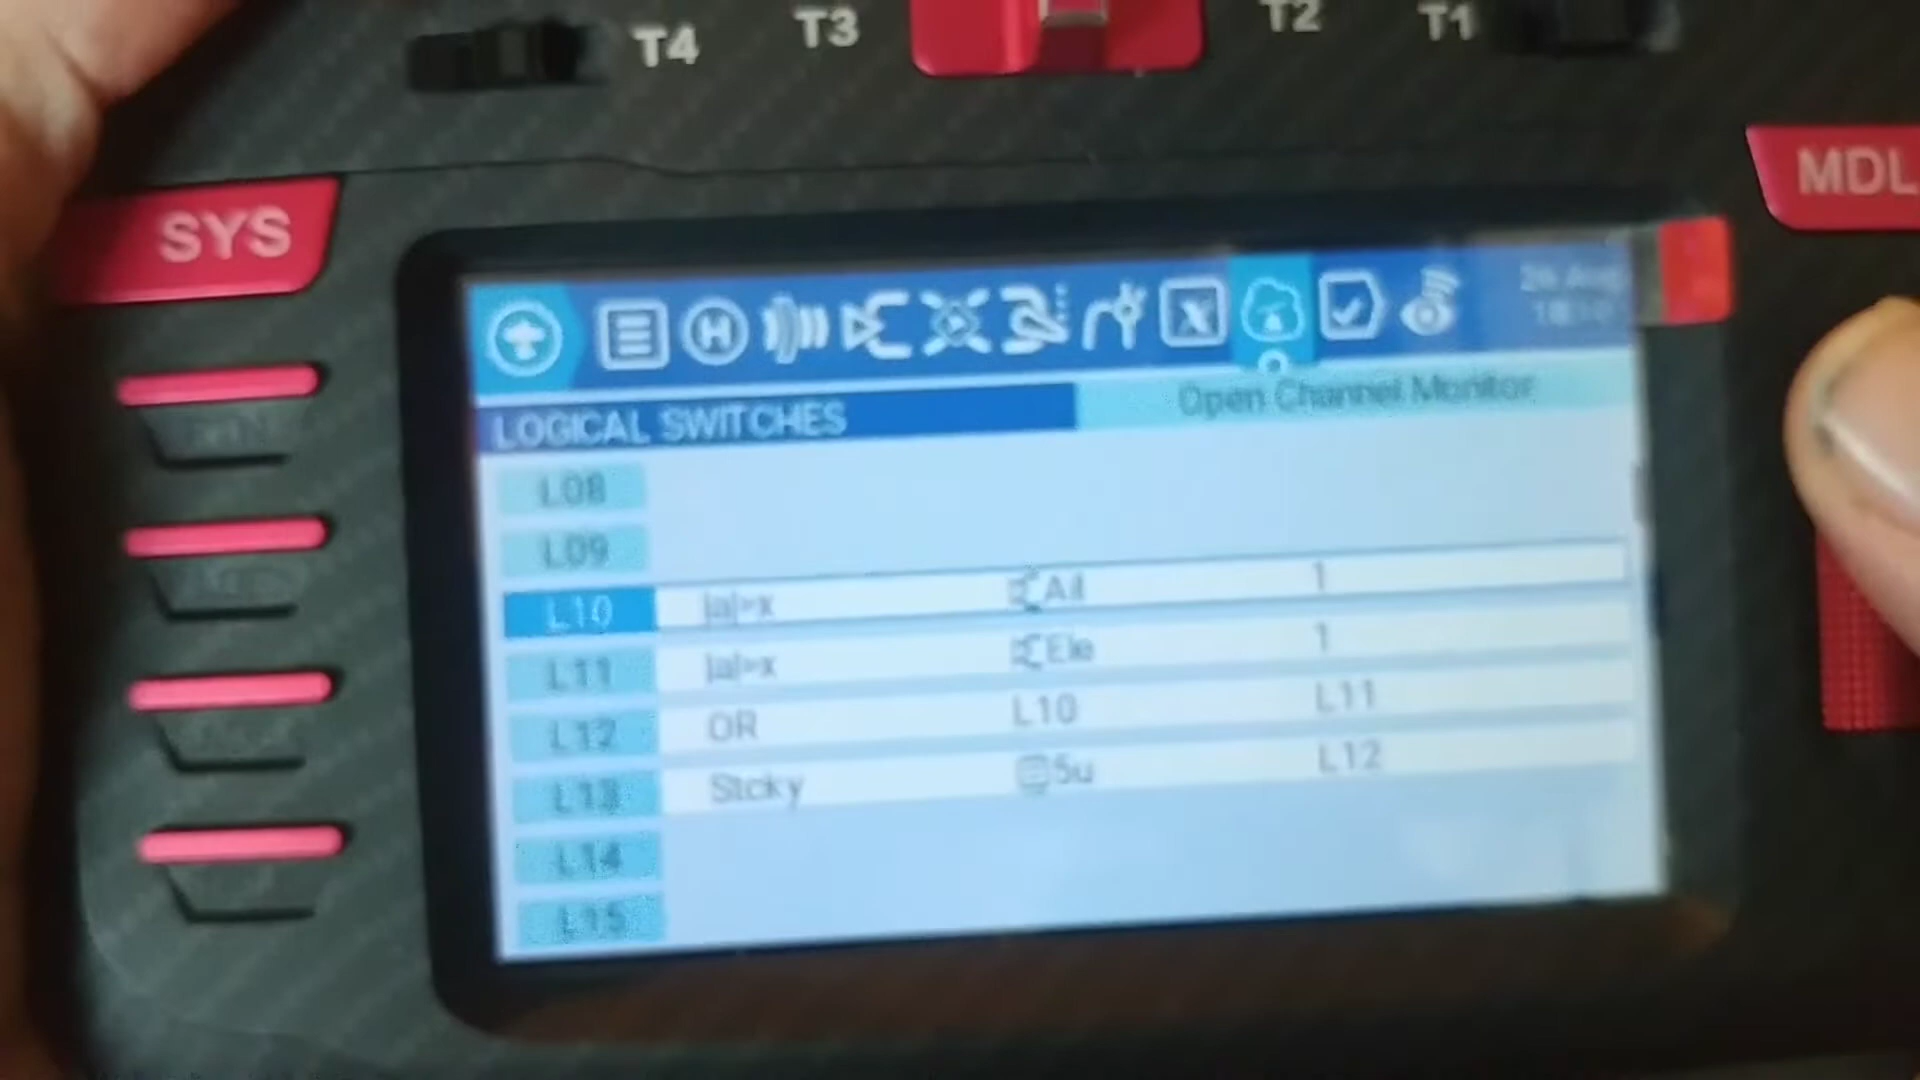 T4 T3 T2 T1
SYS
MDL
LOGICAL SWITCHES
Open Channel Monitor
L08
L09
L10 |a|>x Ail 1
L11 |a|>x Ele 1
L12 OR L10 L11
L13 Stcky 5u L12
L14
L15